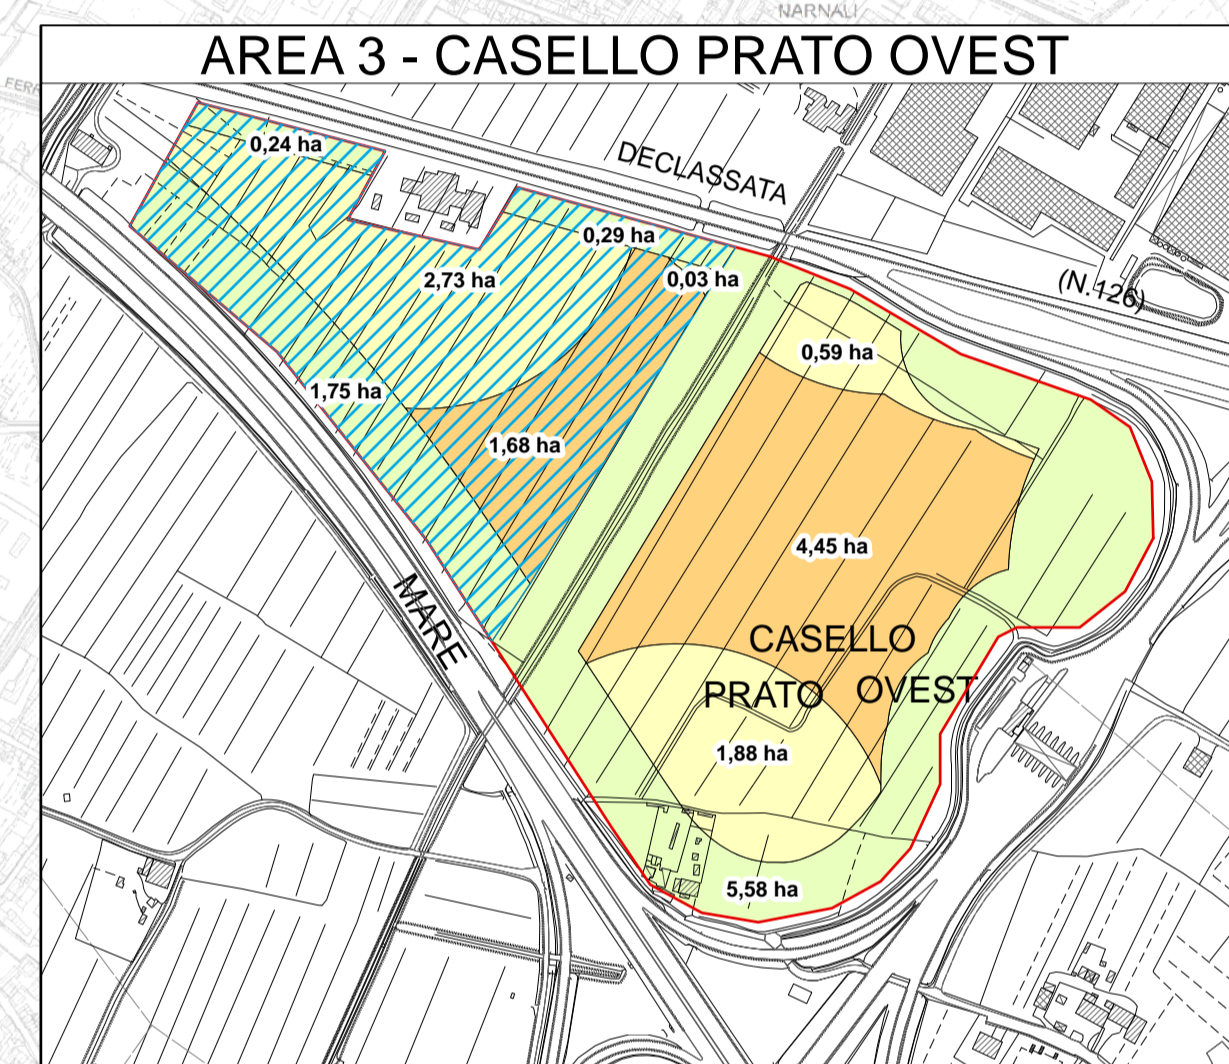 NARNALI
AREA 3 - CASELLO PRATO OVEST
FERR
0,24 ha
DECLASSATA
0,29 ha
2,73 ha
0,03 ha
(N.126)
0,59 ha
1,75 ha
1,68 ha
4,45 ha
MARE
CASELLO
PRATO OVEST
1,88 ha
5,58 ha